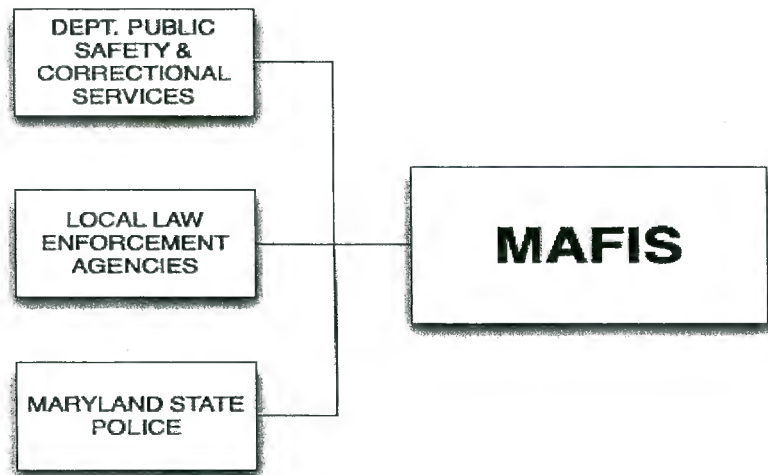 DEPT. PUBLIC
SAFETY &
CORRECTIONAL
SERVICES
LOCAL LAW
ENFORCEMENT
AGENCIES
MAFIS
MARYLAND STATE
POLICE